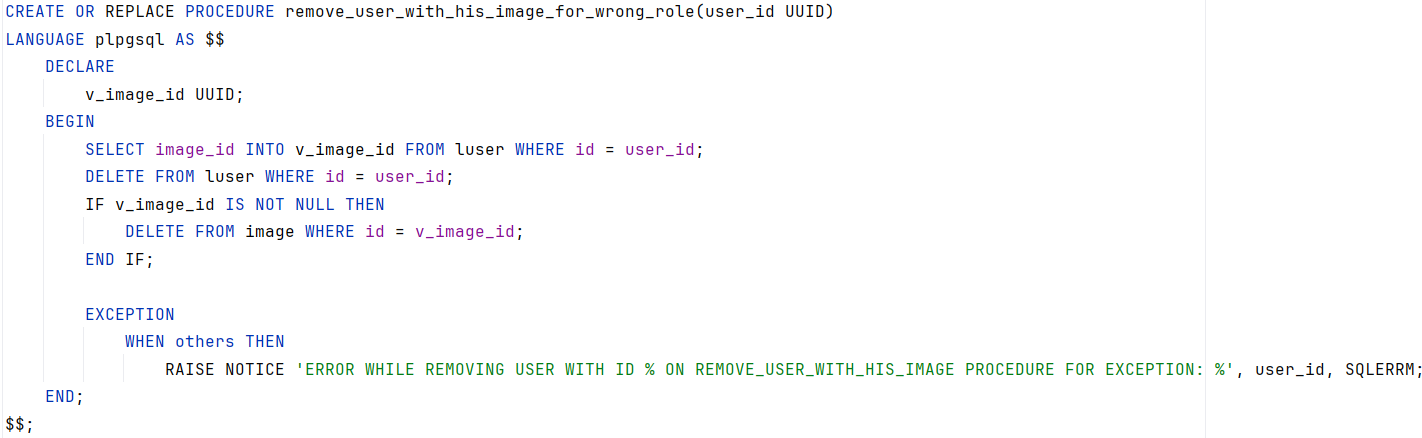 CREATE OR REPLACE PROCEDURE remove_user_with_his_image_for_wrong_role(user_id UUID)
LANGUAGE plpgsql AS $$
    DECLARE
        v_image_id UUID;
    BEGIN
        SELECT image_id INTO v_image_id FROM luser WHERE id = user_id;
        DELETE FROM luser WHERE id = user_id;
        IF v_image_id IS NOT NULL THEN
            DELETE FROM image WHERE id = v_image_id;
        END IF;

        EXCEPTION
            WHEN others THEN
                RAISE NOTICE 'ERROR WHILE REMOVING USER WITH ID % ON REMOVE_USER_WITH_HIS_IMAGE PROCEDURE FOR EXCEPTION: %', user_id, SQLERRM;
    END;
$$;